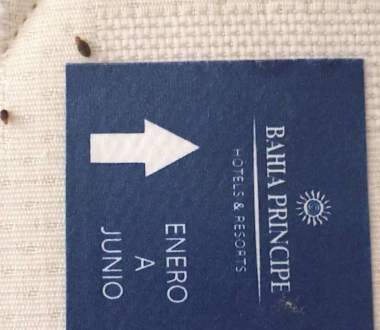 BAHIA PRINCIPE
HOTELS & RESORTS
ENERO
A
JUNIO